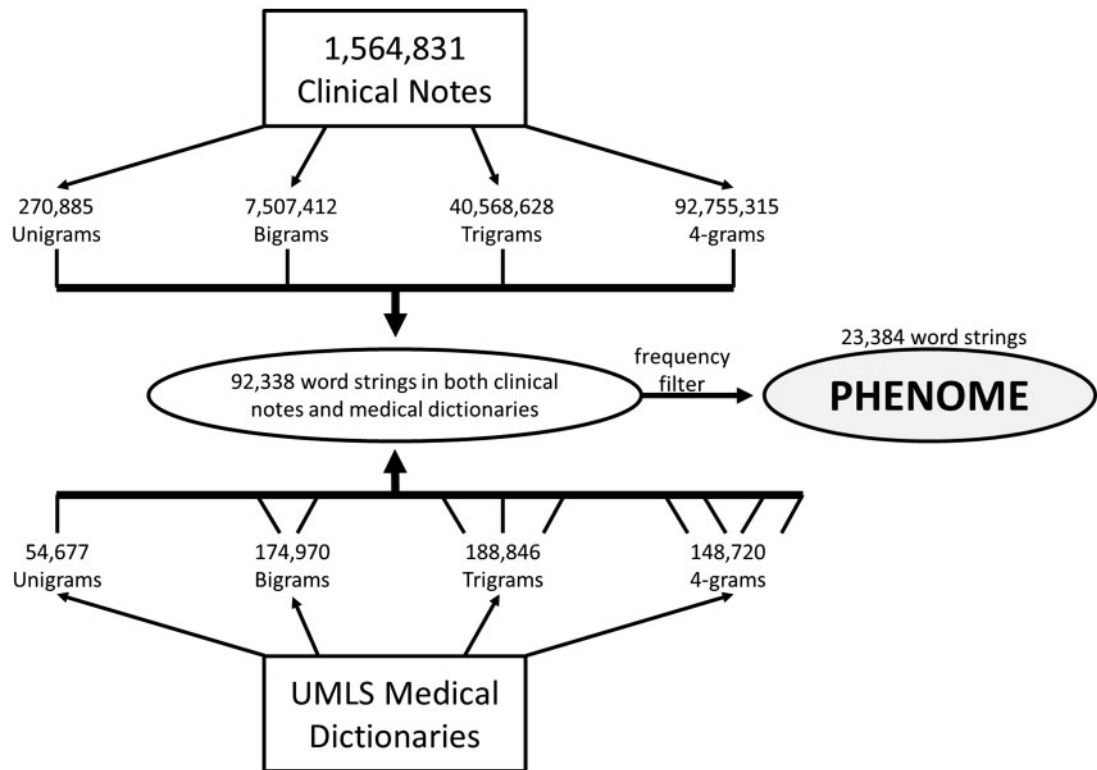 1,564,831
Clinical Notes
270,885
Unigrams
7,507,412
Bigrams
40,568,628
Trigrams
92,755,315
4-grams
92,338 word strings in both clinical
notes and medical dictionaries
frequency
filter
23,384 word strings
PHENOME
54,677
Unigrams
174,970
Bigrams
188,846
Trigrams
148,720
4-grams
UMLS Medical
Dictionaries